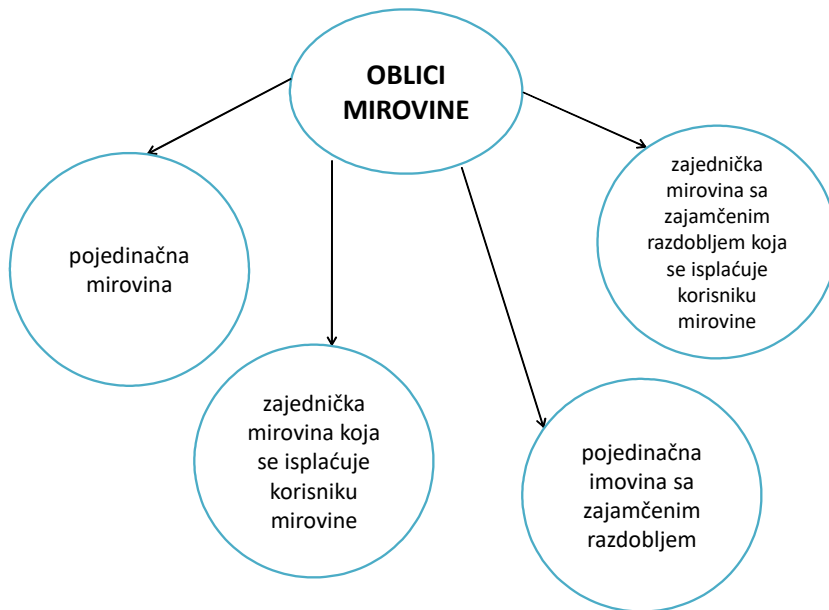 OBLICI
MIROVINE
pojedinačna
mirovina
zajednička
mirovina koja
se isplaćuje
korisniku
mirovine
pojedinačna
imovina sa
zajamčenim
razdobljem
zajednička
mirovina sa
zajamčenim
razdobljem koja
se isplaćuje
korisniku
mirovine